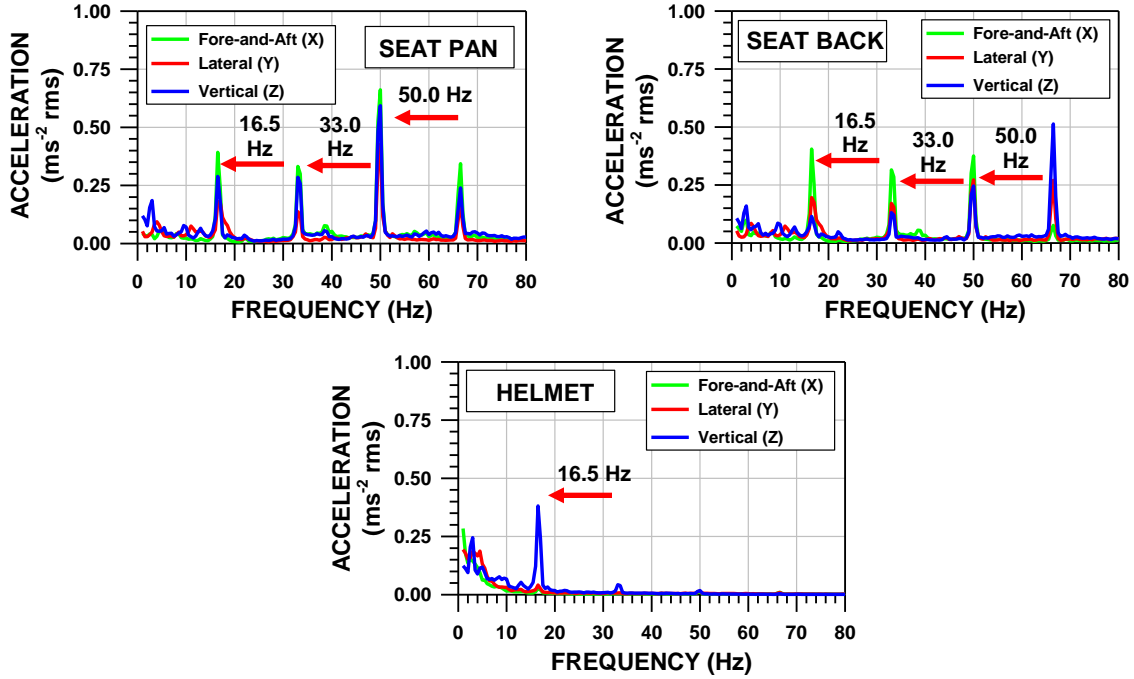 ACCELERATION
(ms-2 rms)
1.00
0.75
0.50
0.25
0.00
Fore-and-Aft (X)
Lateral (Y)
Vertical (Z)
SEAT PAN
50.0 Hz
16.5
Hz
33.0
Hz
0 10 20 30 40 50 60 70 80
FREQUENCY (Hz)
ACCELERATION
(ms-2 rms)
1.00
0.75
0.50
0.25
0.00
SEAT BACK
Fore-and-Aft (X)
Lateral (Y)
Vertical (Z)
16.5
Hz
33.0
Hz
50.0
Hz
0 10 20 30 40 50 60 70 80
FREQUENCY (Hz)
ACCELERATION
(ms-2 rms)
1.00
0.75
0.50
0.25
0.00
HELMET
Fore-and-Aft (X)
Lateral (Y)
Vertical (Z)
16.5 Hz
0 10 20 30 40 50 60 70 80
FREQUENCY (Hz)